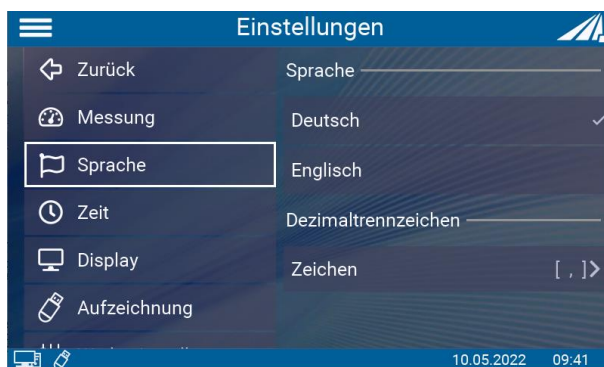 Einstellungen
Zurück
Messung
Sprache
Zeit
Display
Aufzeichnung
Sprache
Deutsch
Englisch
Dezimaltrennzeichen
Zeichen [ , ]
10.05.2022 09:41